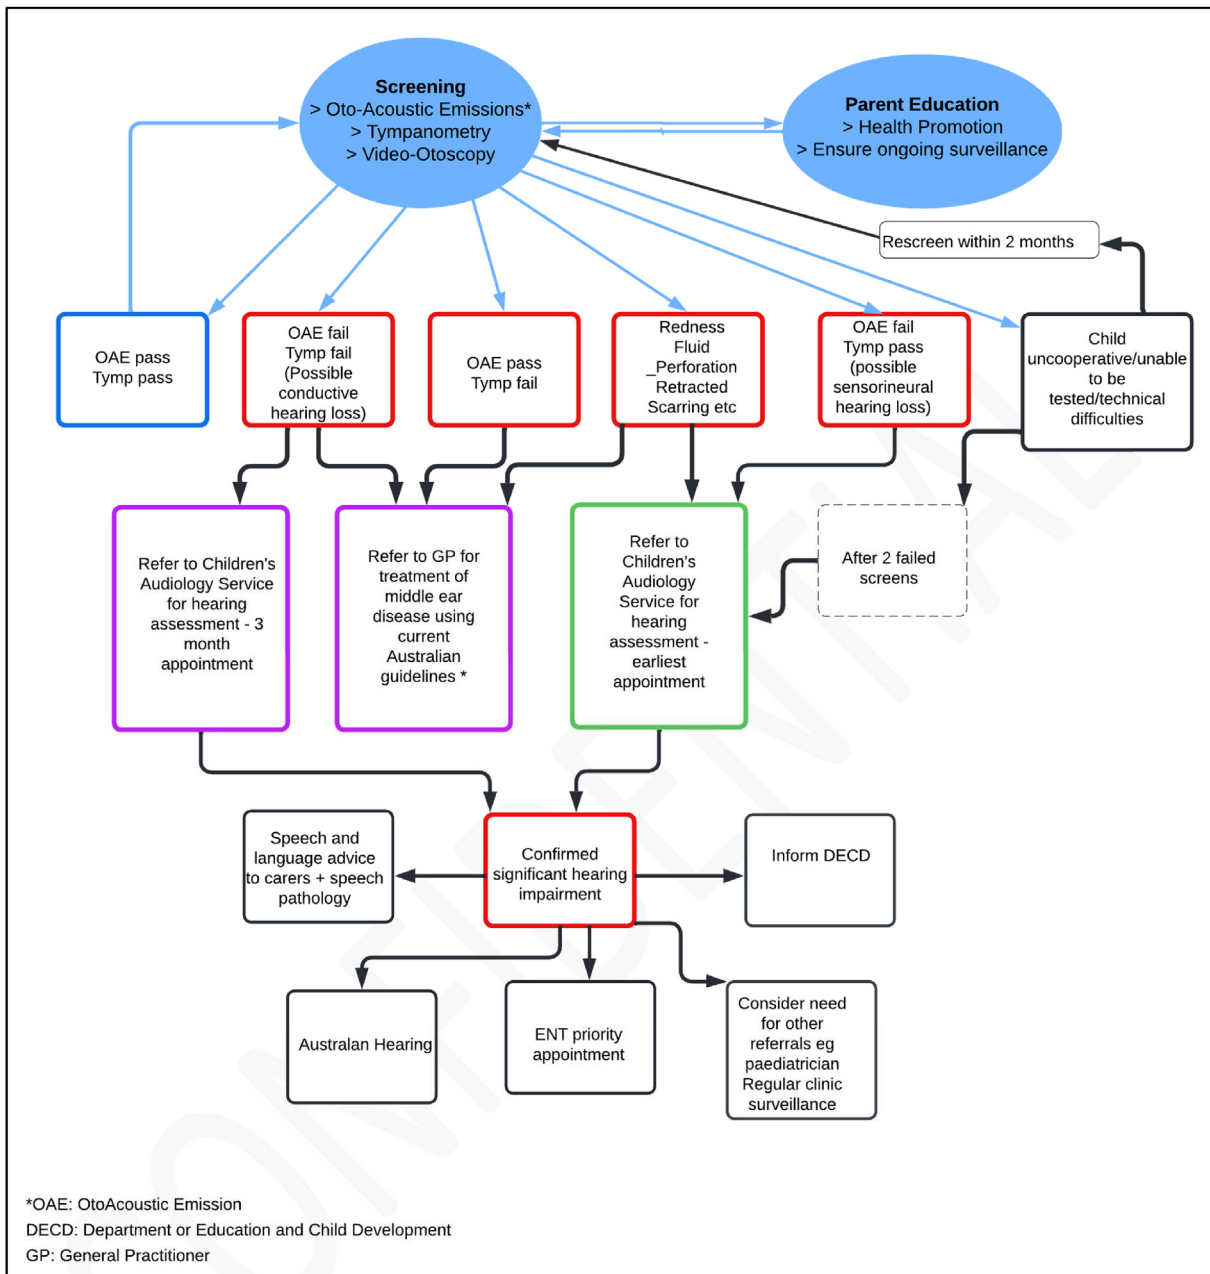 Screening
> Oto-Acoustic Emissions*
> Tympanometry
> Video-Otoscopy
Parent Education
> Health Promotion
> Ensure ongoing surveillance
Rescreen within 2 months
OAE pass
Tymp pass
OAE fail
Tymp fail
(Possible
conductive
hearing loss)
OAE pass
Tymp fail
Redness
Fluid
_Perforation
Retracted
Scarring etc
OAE fail
Tymp pass
(possible
sensorineural
hearing loss)
Child
uncooperative/unable
to be
tested/technical
difficulties
Refer to Children's
Audiology Service
for hearing
assessment - 3
month
appointment
Refer to GP for
treatment of
middle ear
disease using
current
Australian
guidelines *
Refer to
Children's
Audiology
Service for
hearing
assessment -
earliest
appointment
After 2 failed
screens
Speech and
language advice
to carers + speech
pathology
Confirmed
significant hearing
impairment
Inform DECD
Australian Hearing
ENT priority
appointment
Consider need
for other
referrals eg
paediatrician
Regular clinic
surveillance
*OAE: OtoAcoustic Emission
DECD: Department or Education and Child Development
GP: General Practitioner
CONFIDENTIAL